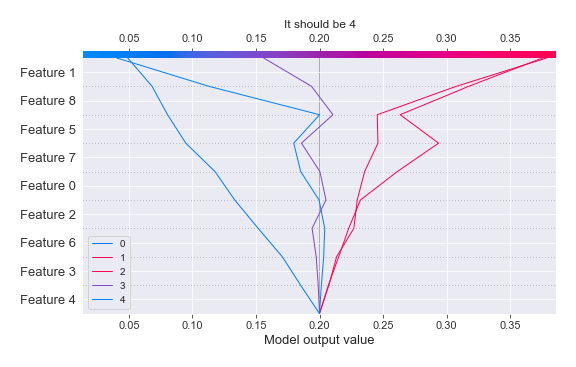 It should be 4
0.05 0.10 0.15 0.20 0.25 0.30 0.35
Feature 1
Feature 8
Feature 5
Feature 7
Feature 0
Feature 2
Feature 6
Feature 3
Feature 4
0
1
2
3
4
0.05 0.10 0.15 0.20 0.25 0.30 0.35
Model output value